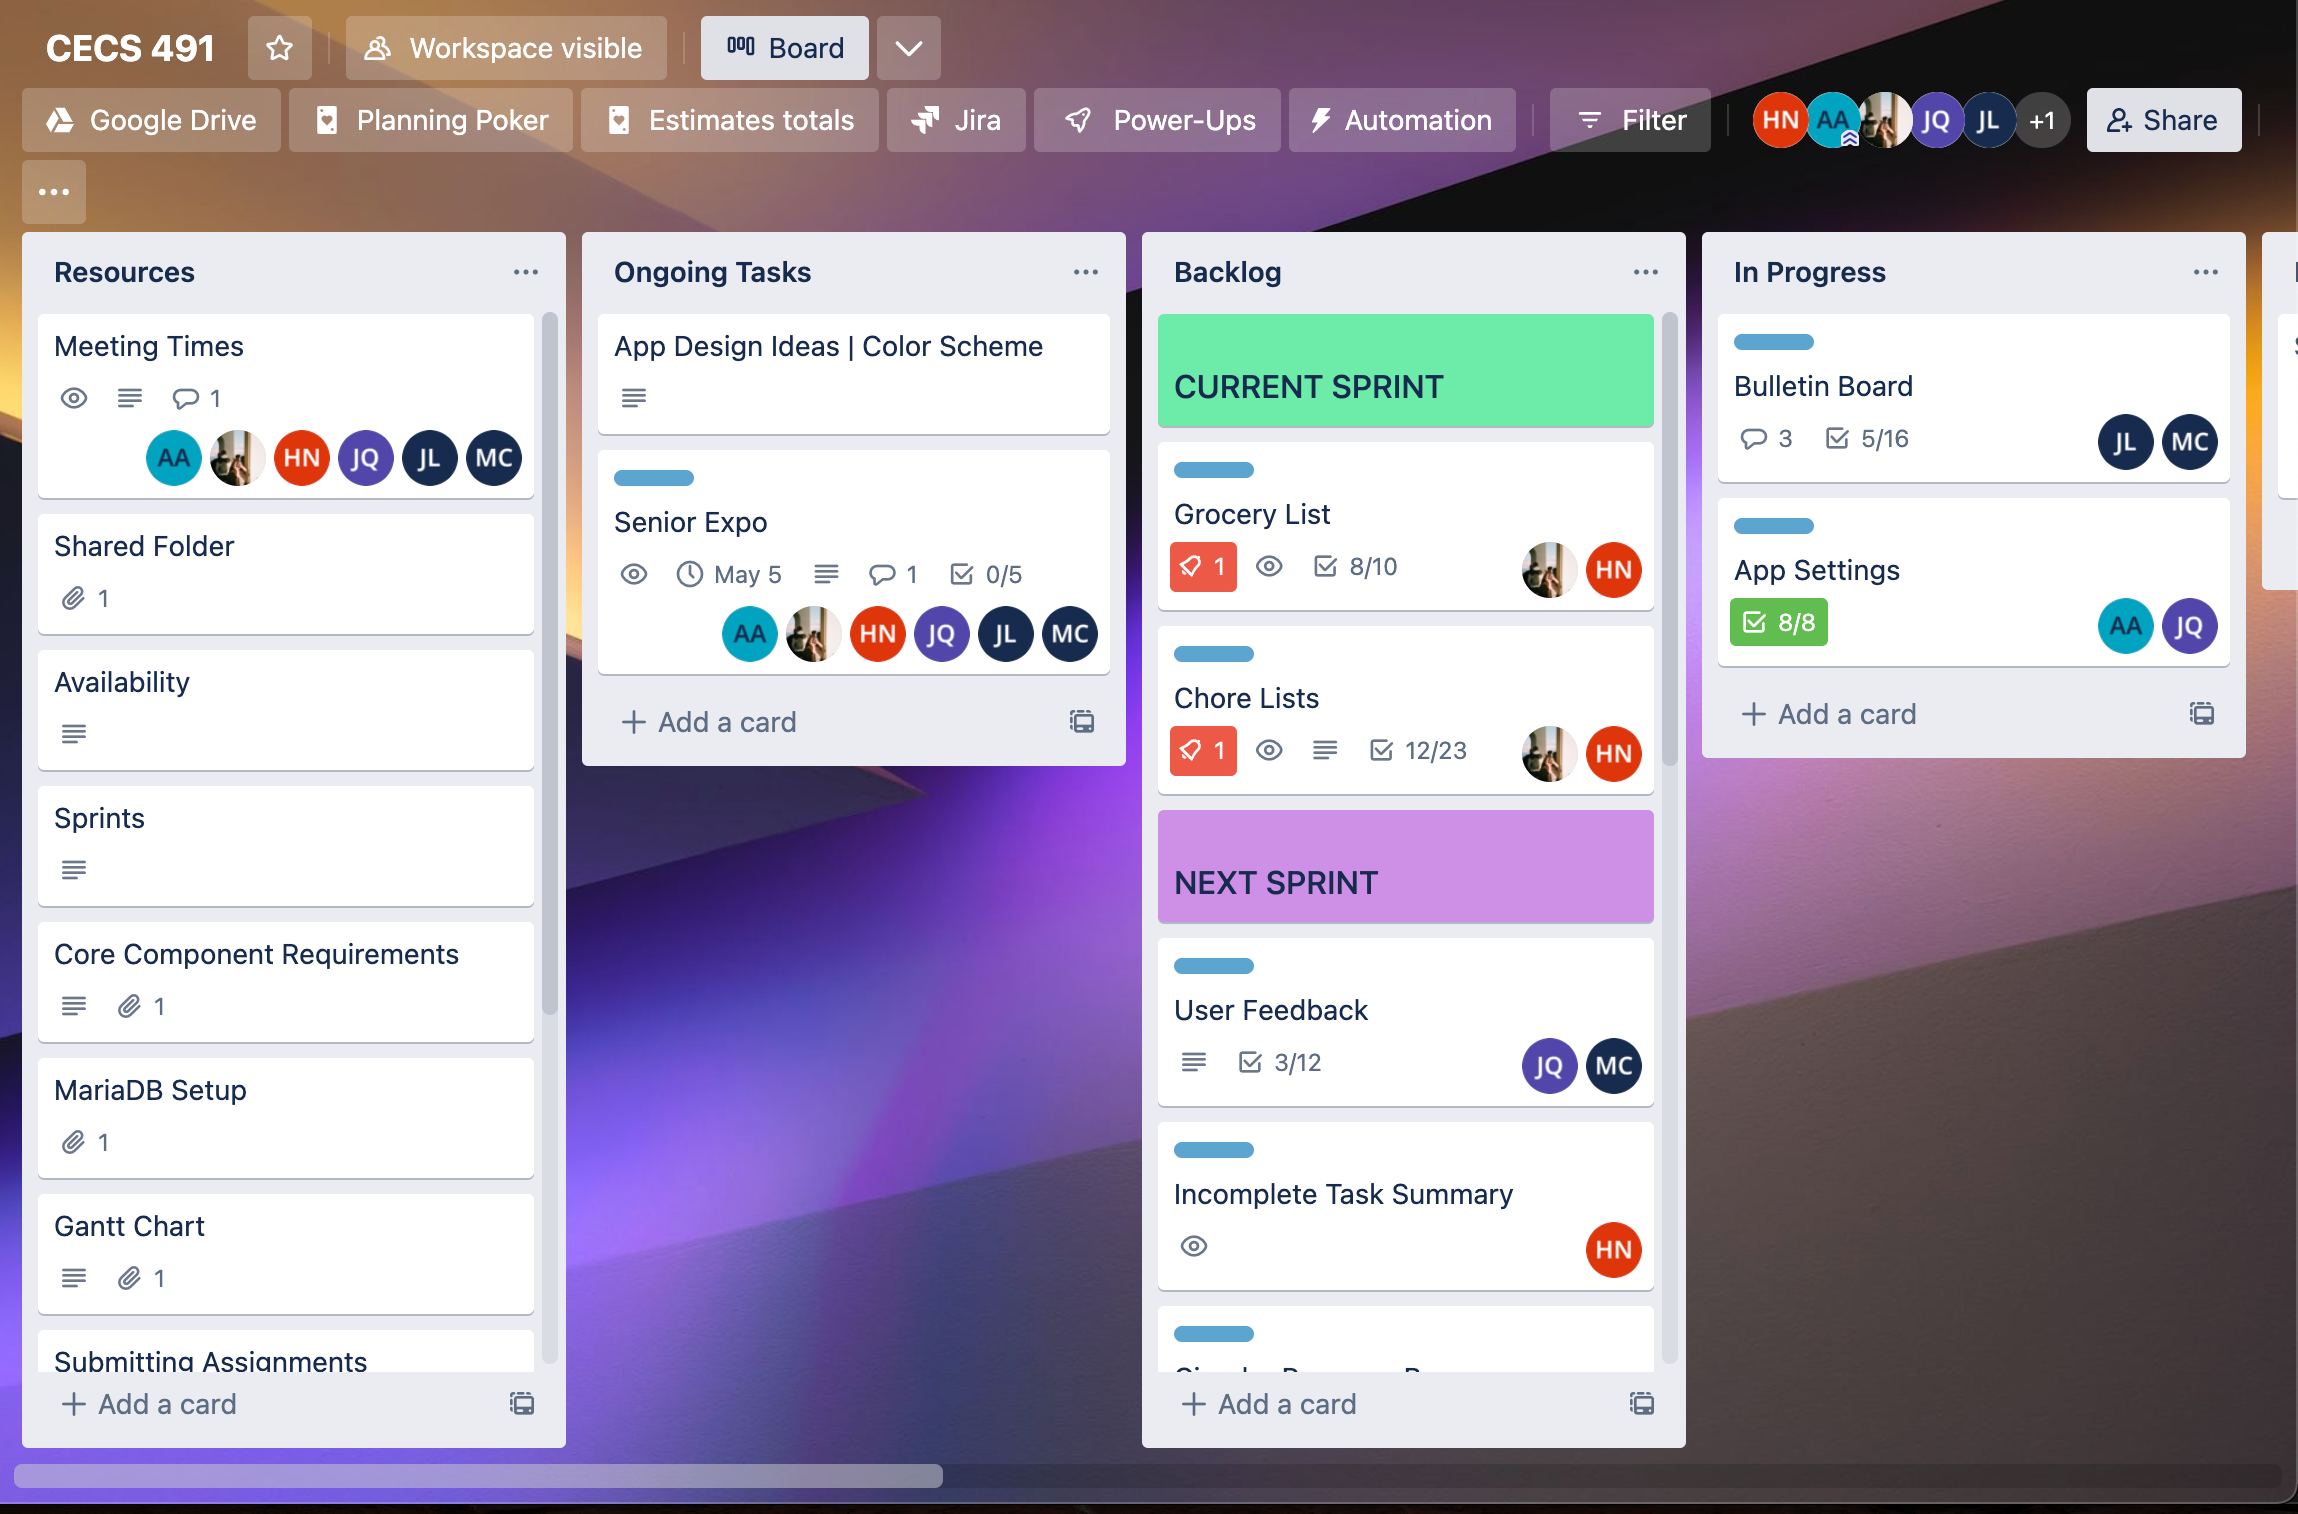 CECS 491
Workspace visible
Board
Google Drive
Planning Poker
Estimates totals
Jira
Power-Ups
Automation
Filter
HN
AA
JQ
JL
+1
Share
Resources
Meeting Times
1
AA
HN
JQ
JL
MC
Shared Folder
1
Availability
Sprints
Core Component Requirements
1
MariaDB Setup
1
Gantt Chart
1
Submitting Assignments
Add a card
Ongoing Tasks
App Design Ideas | Color Scheme
Senior Expo
May 5
1
0/5
AA
HN
JQ
JL
MC
Add a card
Backlog
CURRENT SPRINT
Grocery List
1
8/10
HN
Chore Lists
1
12/23
HN
NEXT SPRINT
User Feedback
3/12
JQ
MC
Incomplete Task Summary
HN
Add a card
In Progress
Bulletin Board
3
5/16
JL
MC
App Settings
8/8
AA
JQ
Add a card